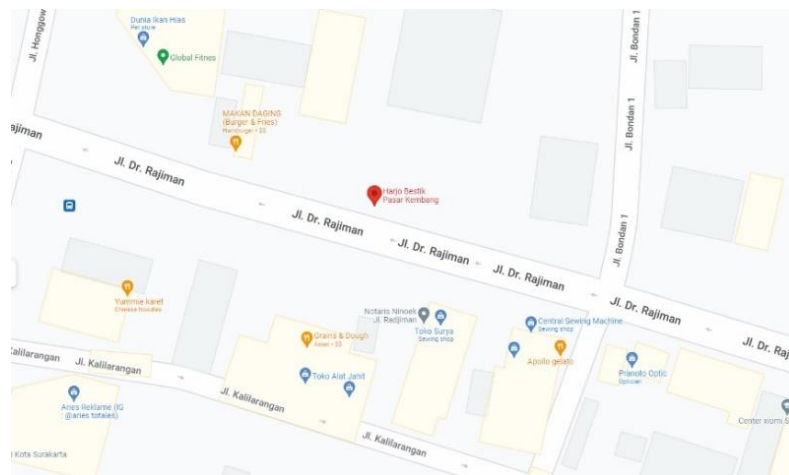 Dunia Ikan Hias
Pet store
Global Fitnes
Jl. Honggow
MAKAN DAGING
(Burger & Fries)
Hamburger • $$
Jl. Bondan 1
Jl. Bondan 1
Jl. Bondan 1
ajiman
Jl. Dr. Rajiman
Harjo Bestik
Pasar Kembang
Jl. Dr. Rajiman
Jl. Dr. Rajiman
Jl. Dr. Rajiman
Jl. Dr. Rajiman
Jl. Dr. Raj
Yummie karef
Chinese Noodles
Notaris Ninoek
Jl. Radjiman
Toko Surya
Sewing shop
Central Sewing Machine
Sewing shop
Grains & Dough
Asian • $$
Apollo gelato
Pranoto Optic
Optician
Kalilarangan
Jl. Kalilarangan
Toko Alat Jahit
Jl. Kalilarangan
Aries Reklame (IG
@aries totaies)
Center xiomi S
Jl. Kalilarangan
i Kota Surakarta